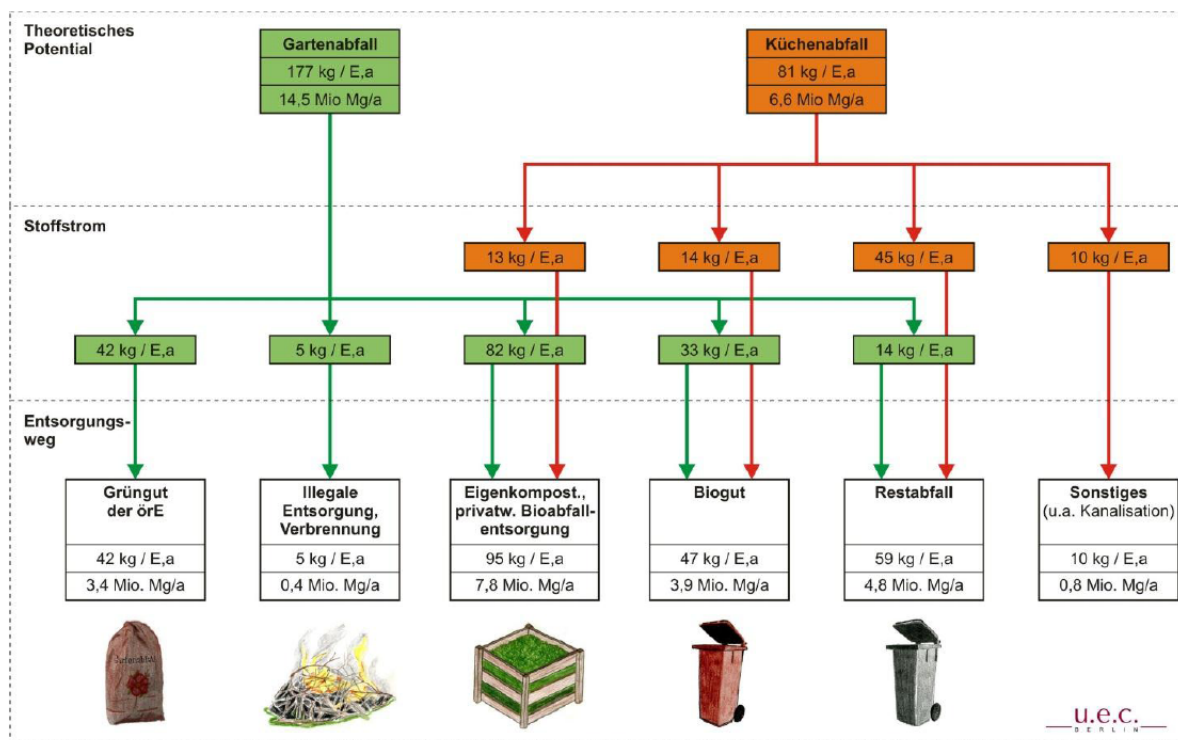 Theoretisches
Potential
Gartenabfall
177 kg / E,a
14,5 Mio Mg/a
Küchenabfall
81 kg / E,a
6,6 Mio Mg/a
Stoffstrom
13 kg / E,a
14 kg / E,a
45 kg / E,a
10 kg / E,a
42 kg / E,a
5 kg / E,a
82 kg / E,a
33 kg / E,a
14 kg / E,a
Entsorgungs-
weg
Grüngut
der örE
42 kg / E,a
3,4 Mio. Mg/a
Illegale
Entsorgung,
Verbrennung
5 kg / E,a
0,4 Mio. Mg/a
Eigenkompost.,
privatw. Bioabfall-
entsorgung
95 kg / E,a
7,8 Mio. Mg/a
Biogut
47 kg / E,a
3,9 Mio. Mg/a
Restabfall
59 kg / E,a
4,8 Mio. Mg/a
Sonstiges
(u.a. Kanalisation)
10 kg / E,a
0,8 Mio. Mg/a
u.e.c.
BERLIN